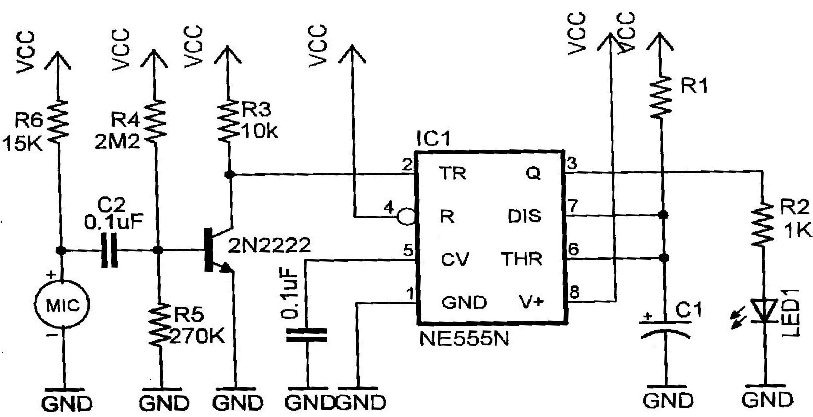 VCC
VCC
VCC
VCC
VCC
VCC
R6
15K
R4
2M2
R3
10k
R1
IC1
2
TR
Q
3
4
R
DIS
7
5
CV
THR
6
1
GND
V+
8
NE555N
C2
0.1uF
2N2222
R2
1K
+
MIC
-
R5
270K
0.1uF
+
C1
LED1
GND
GND
GND
GND
GND
GND
GND